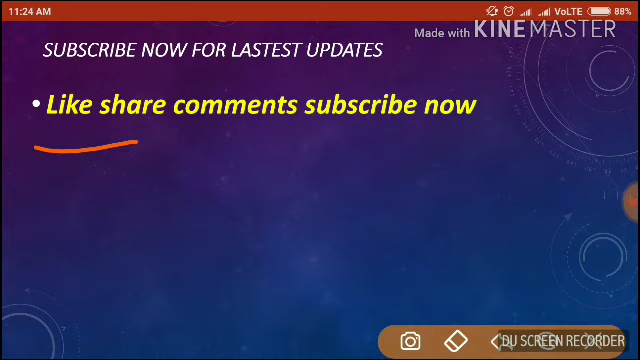 11:24 AM
VoLTE 88%
Made with KINEMASTER
SUBSCRIBE NOW FOR LASTEST UPDATES
• Like share comments subscribe now
DU SCREEN RECORDER